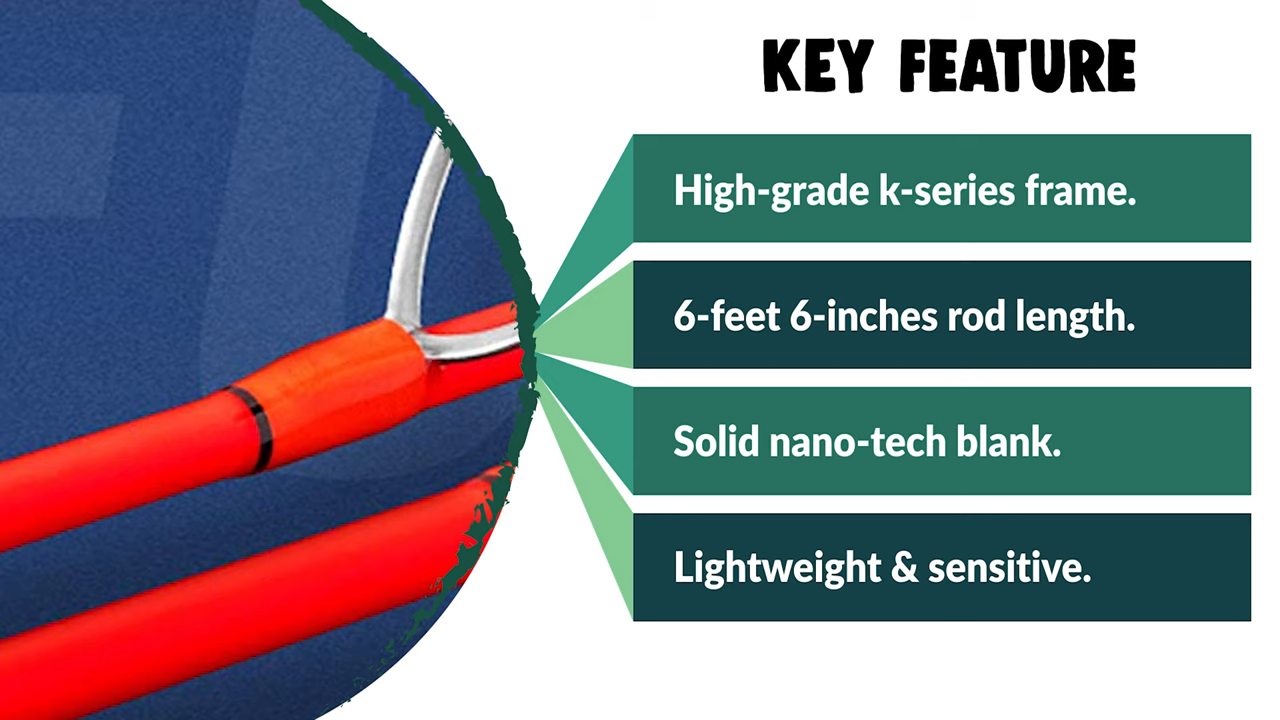 KEY FEATURE
High-grade k-series frame.
6-feet 6-inches rod length.
Solid nano-tech blank.
Lightweight & sensitive.